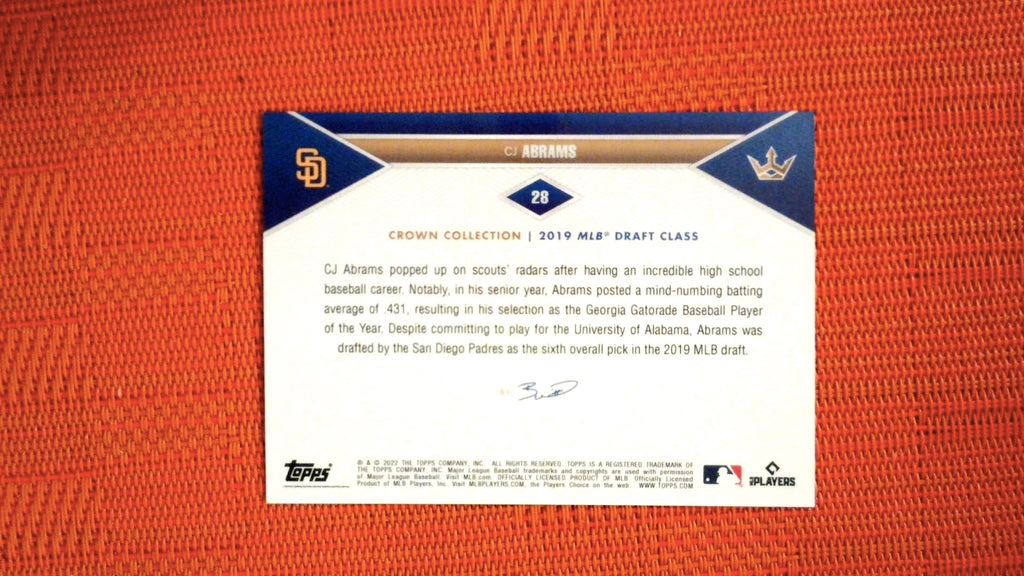 SD
CJ ABRAMS
28
CROWN COLLECTION | 2019 MLB® DRAFT CLASS
CJ Abrams popped up on scouts' radars after having an incredible high school
baseball career. Notably, in his senior year, Abrams posted a mind-numbing batting
average of .431, resulting in his selection as the Georgia Gatorade Baseball Player
of the Year. Despite committing to play for the University of Alabama, Abrams was
drafted by the San Diego Padres as the sixth overall pick in the 2019 MLB draft.
topps®
® & © 2022 THE TOPPS COMPANY, INC. ALL RIGHTS RESERVED. TOPPS IS A REGISTERED TRADEMARK OF
THE TOPPS COMPANY, INC. Major League Baseball trademarks and copyrights are used with permission
of Major League Baseball. Visit MLB.com. OFFICIALLY LICENSED PRODUCT OF MLB. Officially Licensed
Product of MLB Players, Inc. Visit MLBPLAYERS.COM, the Players Choice on the web. WWW.TOPPS.COM
MLB PLAYERS